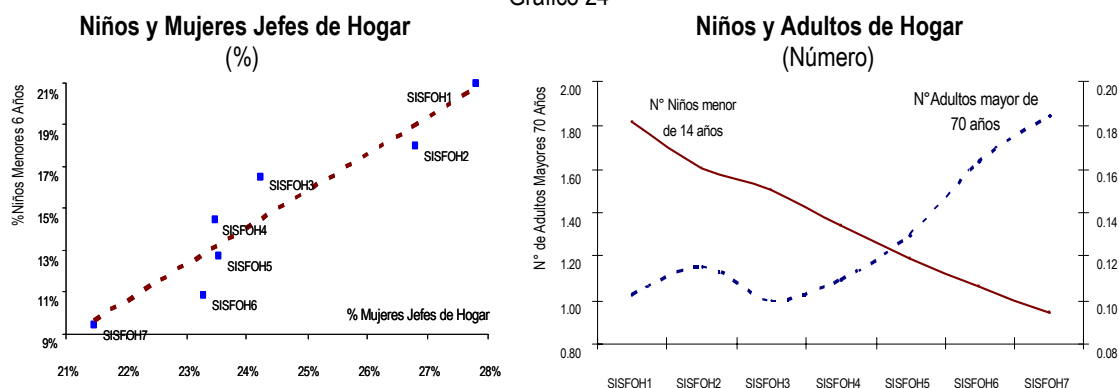 Gráfico 24
Niños y Mujeres Jefes de Hogar
(%)
%Niños Menores 6 Años
21%
19%
17%
15%
13%
11%
9%
SISFOH1
SISFOH2
SISFOH3
SISFOH4
SISFOH5
SISFOH6
SISFOH7
% Mujeres Jefes de Hogar
21%
22%
23%
24%
25%
26%
27%
28%
Niños y Adultos de Hogar
(Número)
N° de Adultos Mayores 70 Años
2.00
1.80
1.60
1.40
1.20
1.00
0.80
N° Niños menor
de 14 años
N°Adultos mayor de
70 años
0.20
0.18
0.16
0.14
0.12
0.10
0.08
SISFOH1
SISFOH2
SISFOH3
SISFOH4
SISFOH5
SISFOH6
SISFOH7